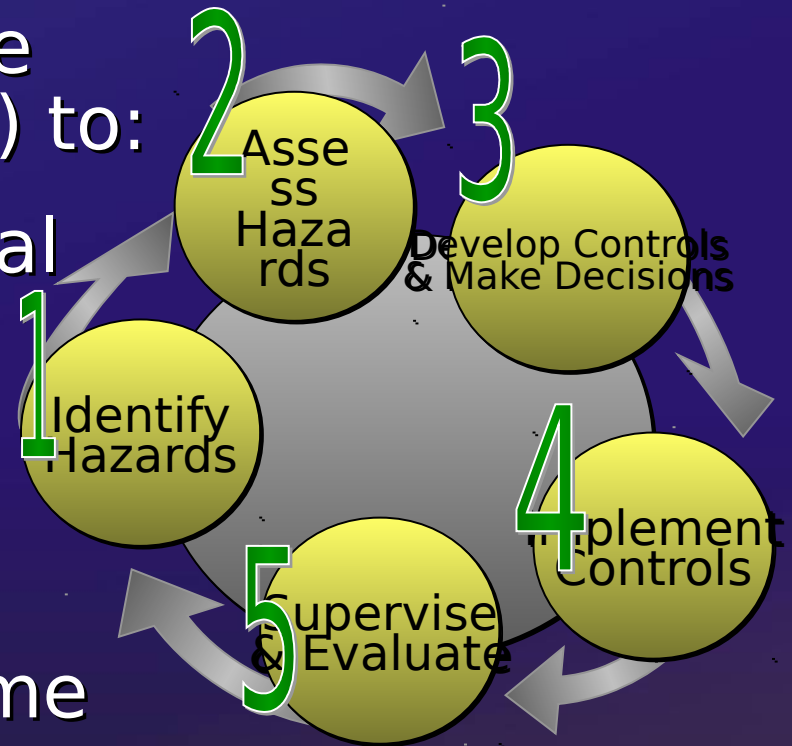 e
) to:
al
me
1
Identify
Hazards
2
Asse
ss
Haza
rds
3
Develop Controls
& Make Decisions
4
Implement
Controls
5
Supervise
& Evaluate